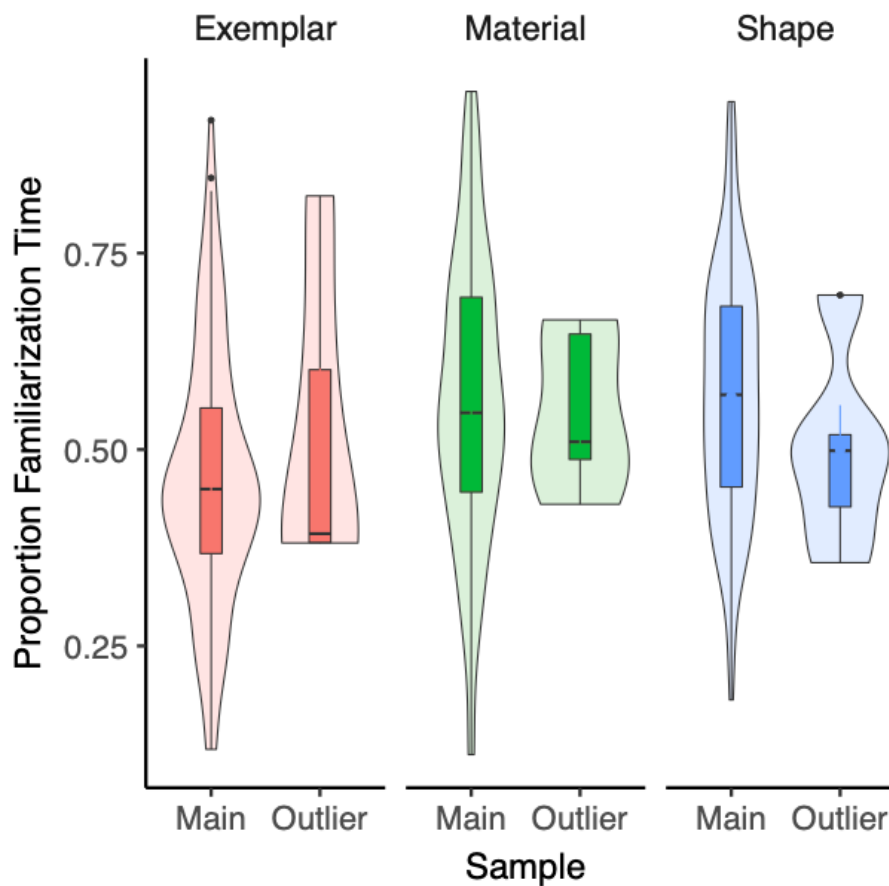 Exemplar Material Shape
Proportion Familiarization Time
0.75
0.50
0.25
Main Outlier Main Outlier Main Outlier
Sample